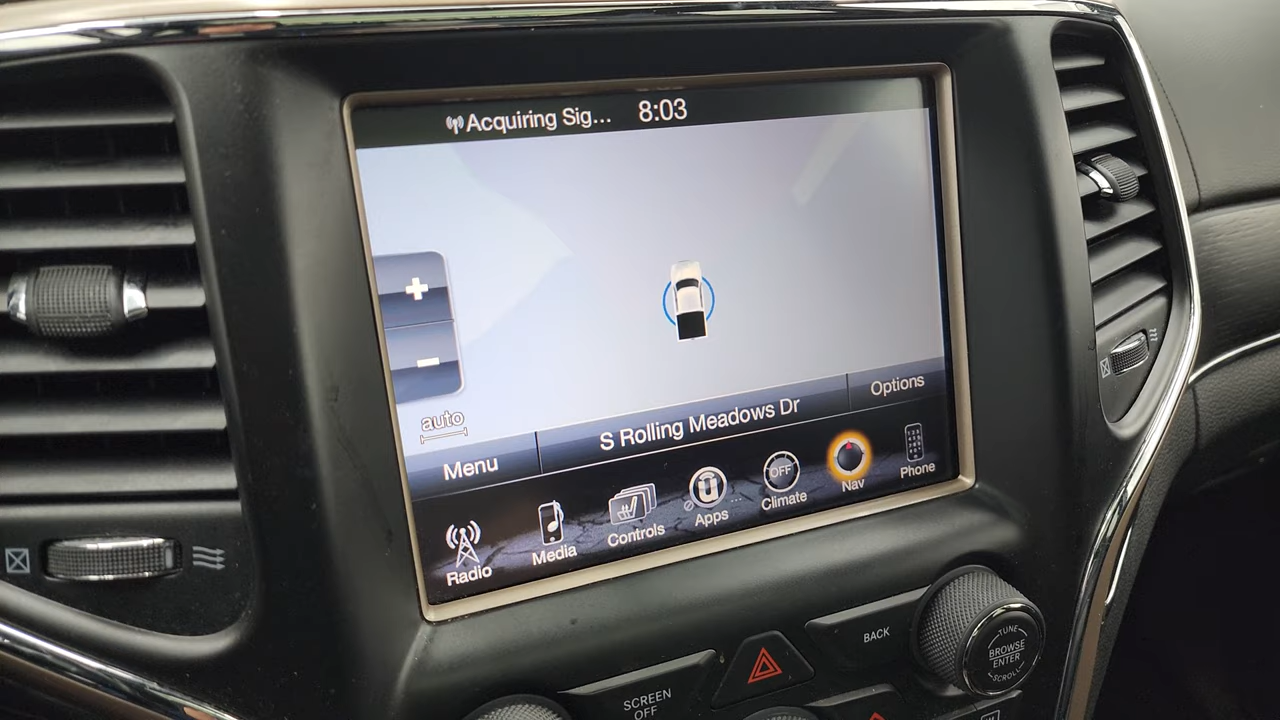 Acquiring Sig...
8:03
auto
Menu
S Rolling Meadows Dr
Options
Radio
Media
Controls
Apps
OFF
Climate
Nav
Phone
BACK
TUNE
BROWSE
ENTER
SCROLL
SCREEN
OFF